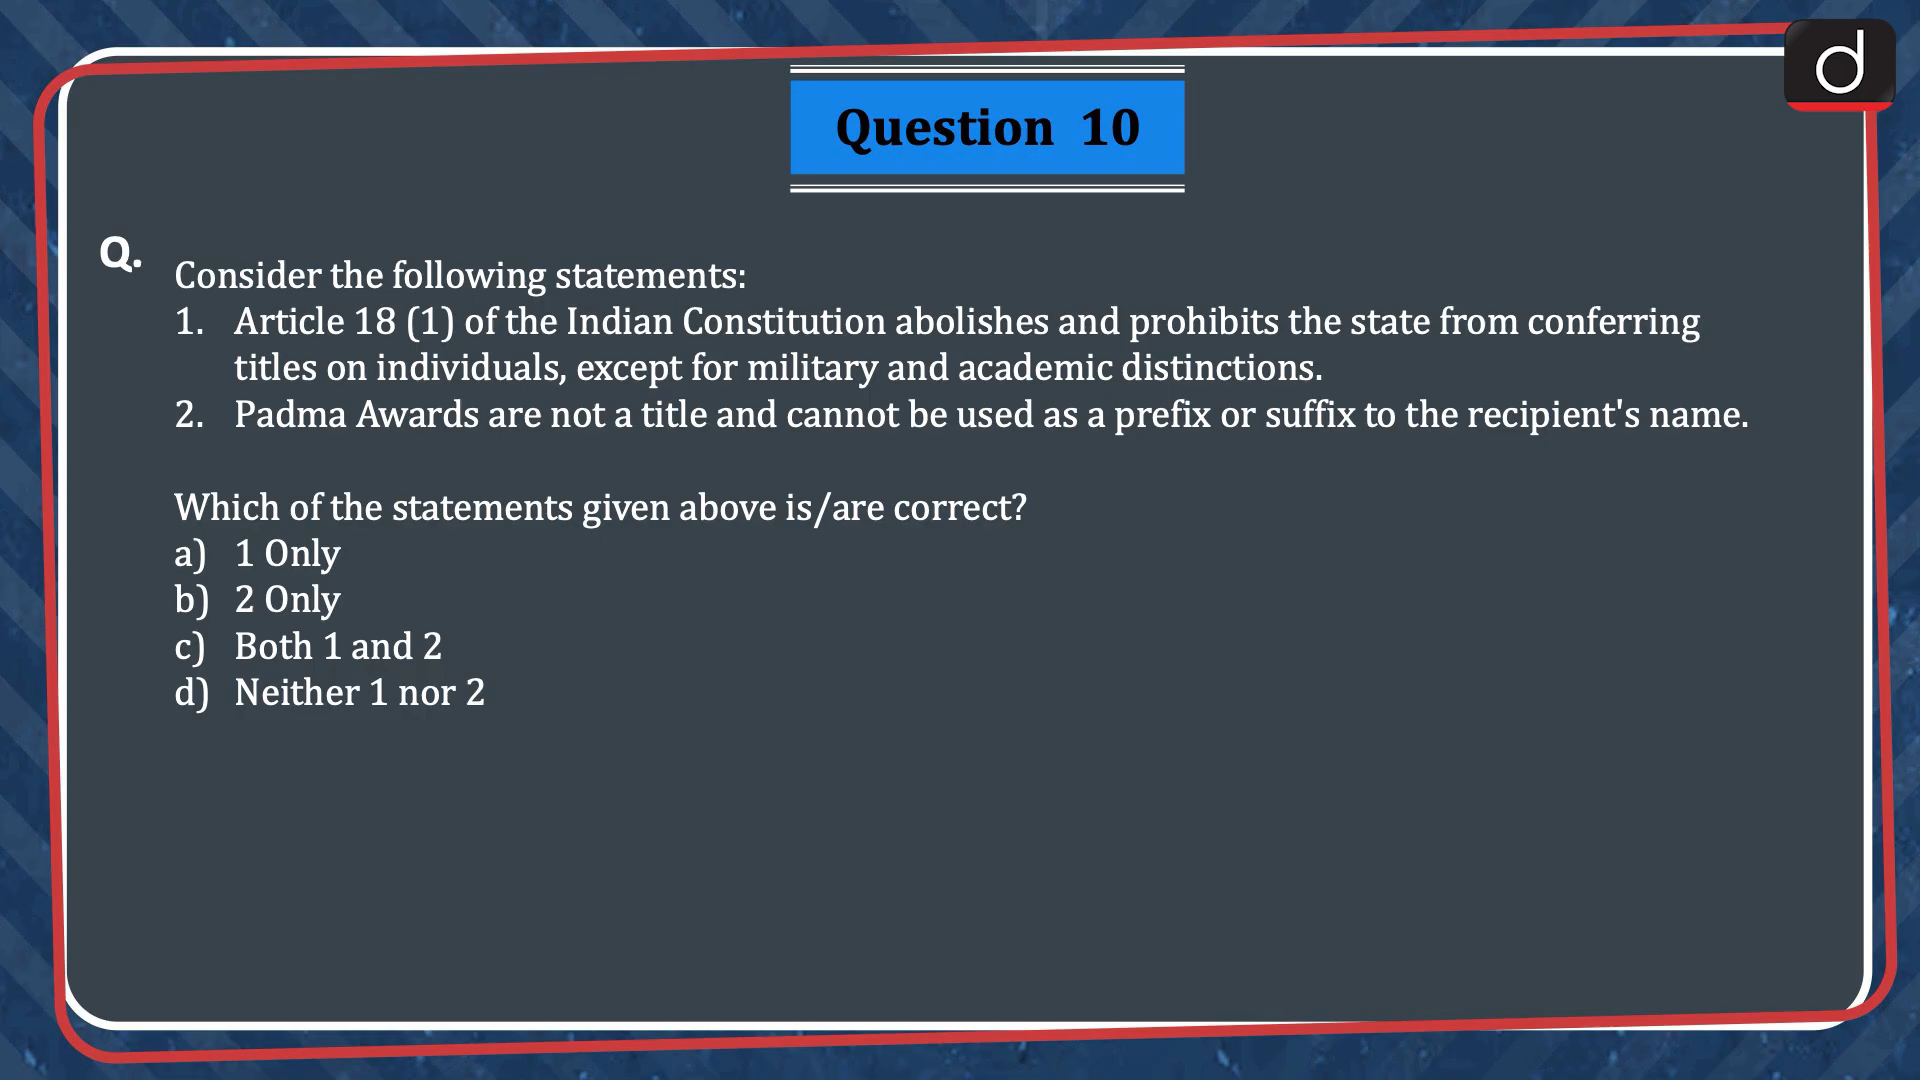 d
Question 10
Q.
Consider the following statements:
1. Article 18 (1) of the Indian Constitution abolishes and prohibits the state from conferring
titles on individuals, except for military and academic distinctions.
2. Padma Awards are not a title and cannot be used as a prefix or suffix to the recipient's name.
Which of the statements given above is/are correct?
a) 1 Only
b) 2 Only
c) Both 1 and 2
d) Neither 1 nor 2